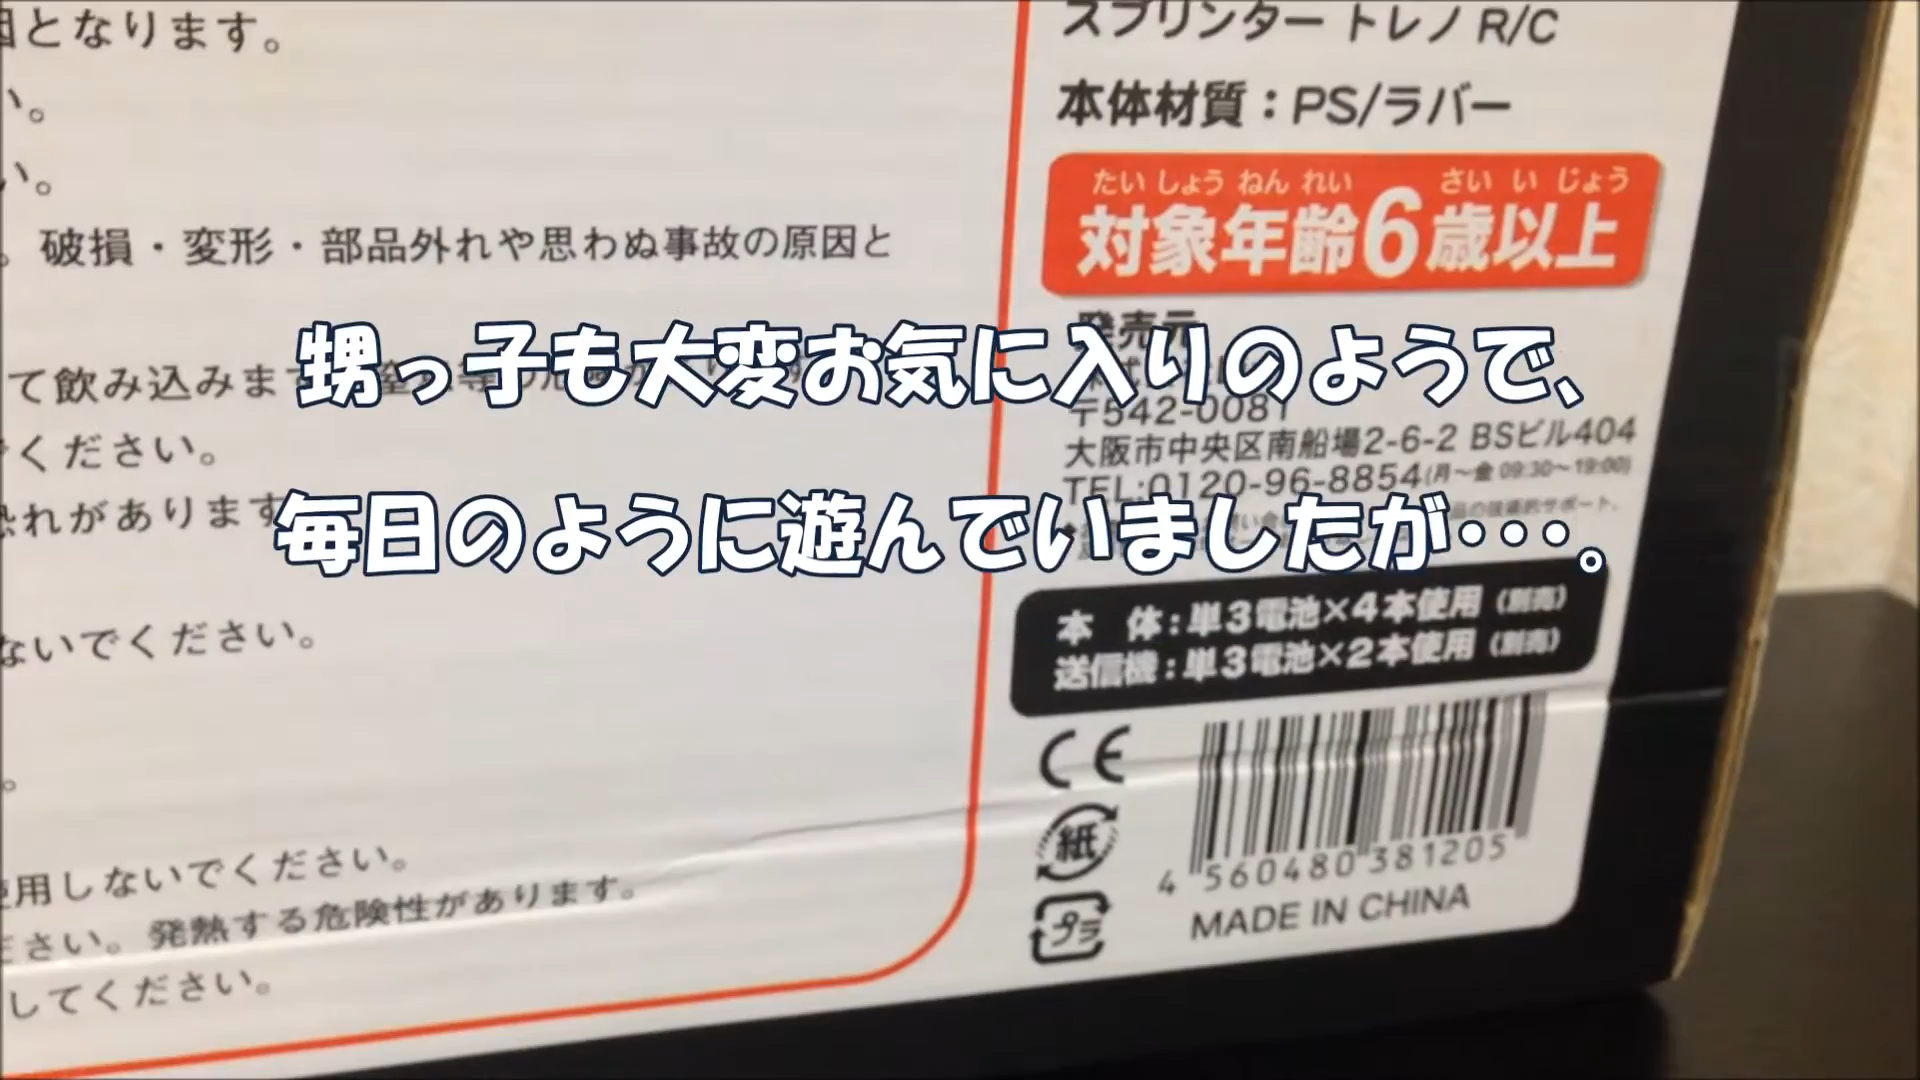 となります。
い。
い。
。破損・変形・部品外れや思わぬ事故の原因と
て飲み込みま
ください。
れがあります
ないでください。
。
使用しないでください。
ださい。発熱する危険性があります。
してください。
スプリンター トレノ R/C
本体材質：PS/ラバー
たい しょう ねん れい さい い じょう
対象年齢6歳以上
発売元
〒542-0081
大阪市中央区南船場2-6-2 BSビル404
TEL:0120-96-8854(月～金 09:30～19:00)
品の技術的サポート、
甥っ子も大変お気に入りのようで、
毎日のように遊んでいましたが・・・。
本 体：単3電池×4本使用（別売）
送信機：単3電池×2本使用（別売）
CE
紙
プラ
4 560480 381205
MADE IN CHINA